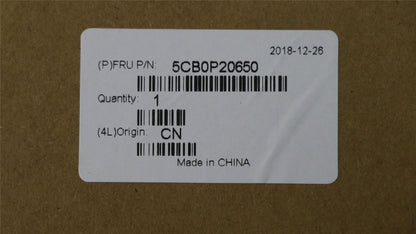 2018-12-26
(P)FRU P/N: 5CB0P20650
Quantity: 1
(4L)Origin: CN
Made in CHINA